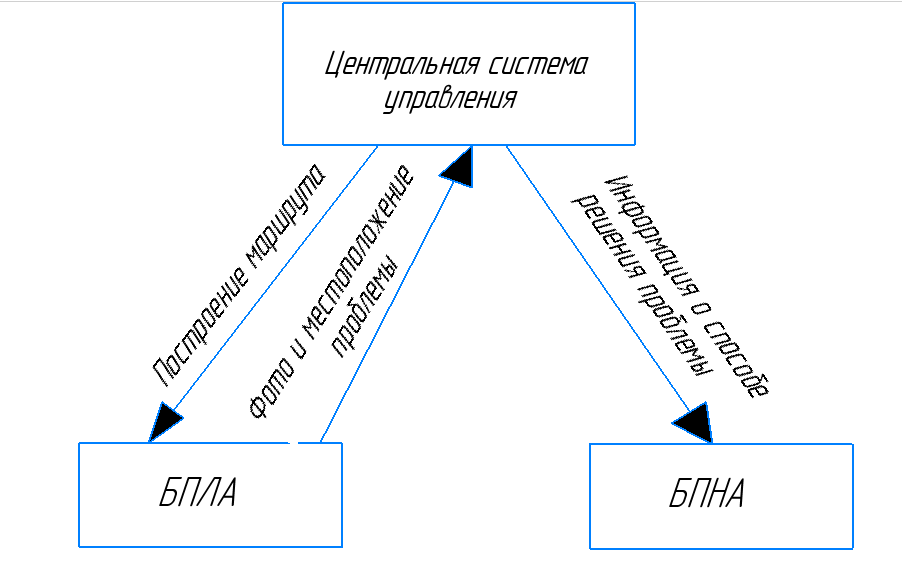 Центральная система
управления
Построение маршрута
Фото и местоположение
проблемы
Информация о способе
решения проблемы
БПЛА
БПНА